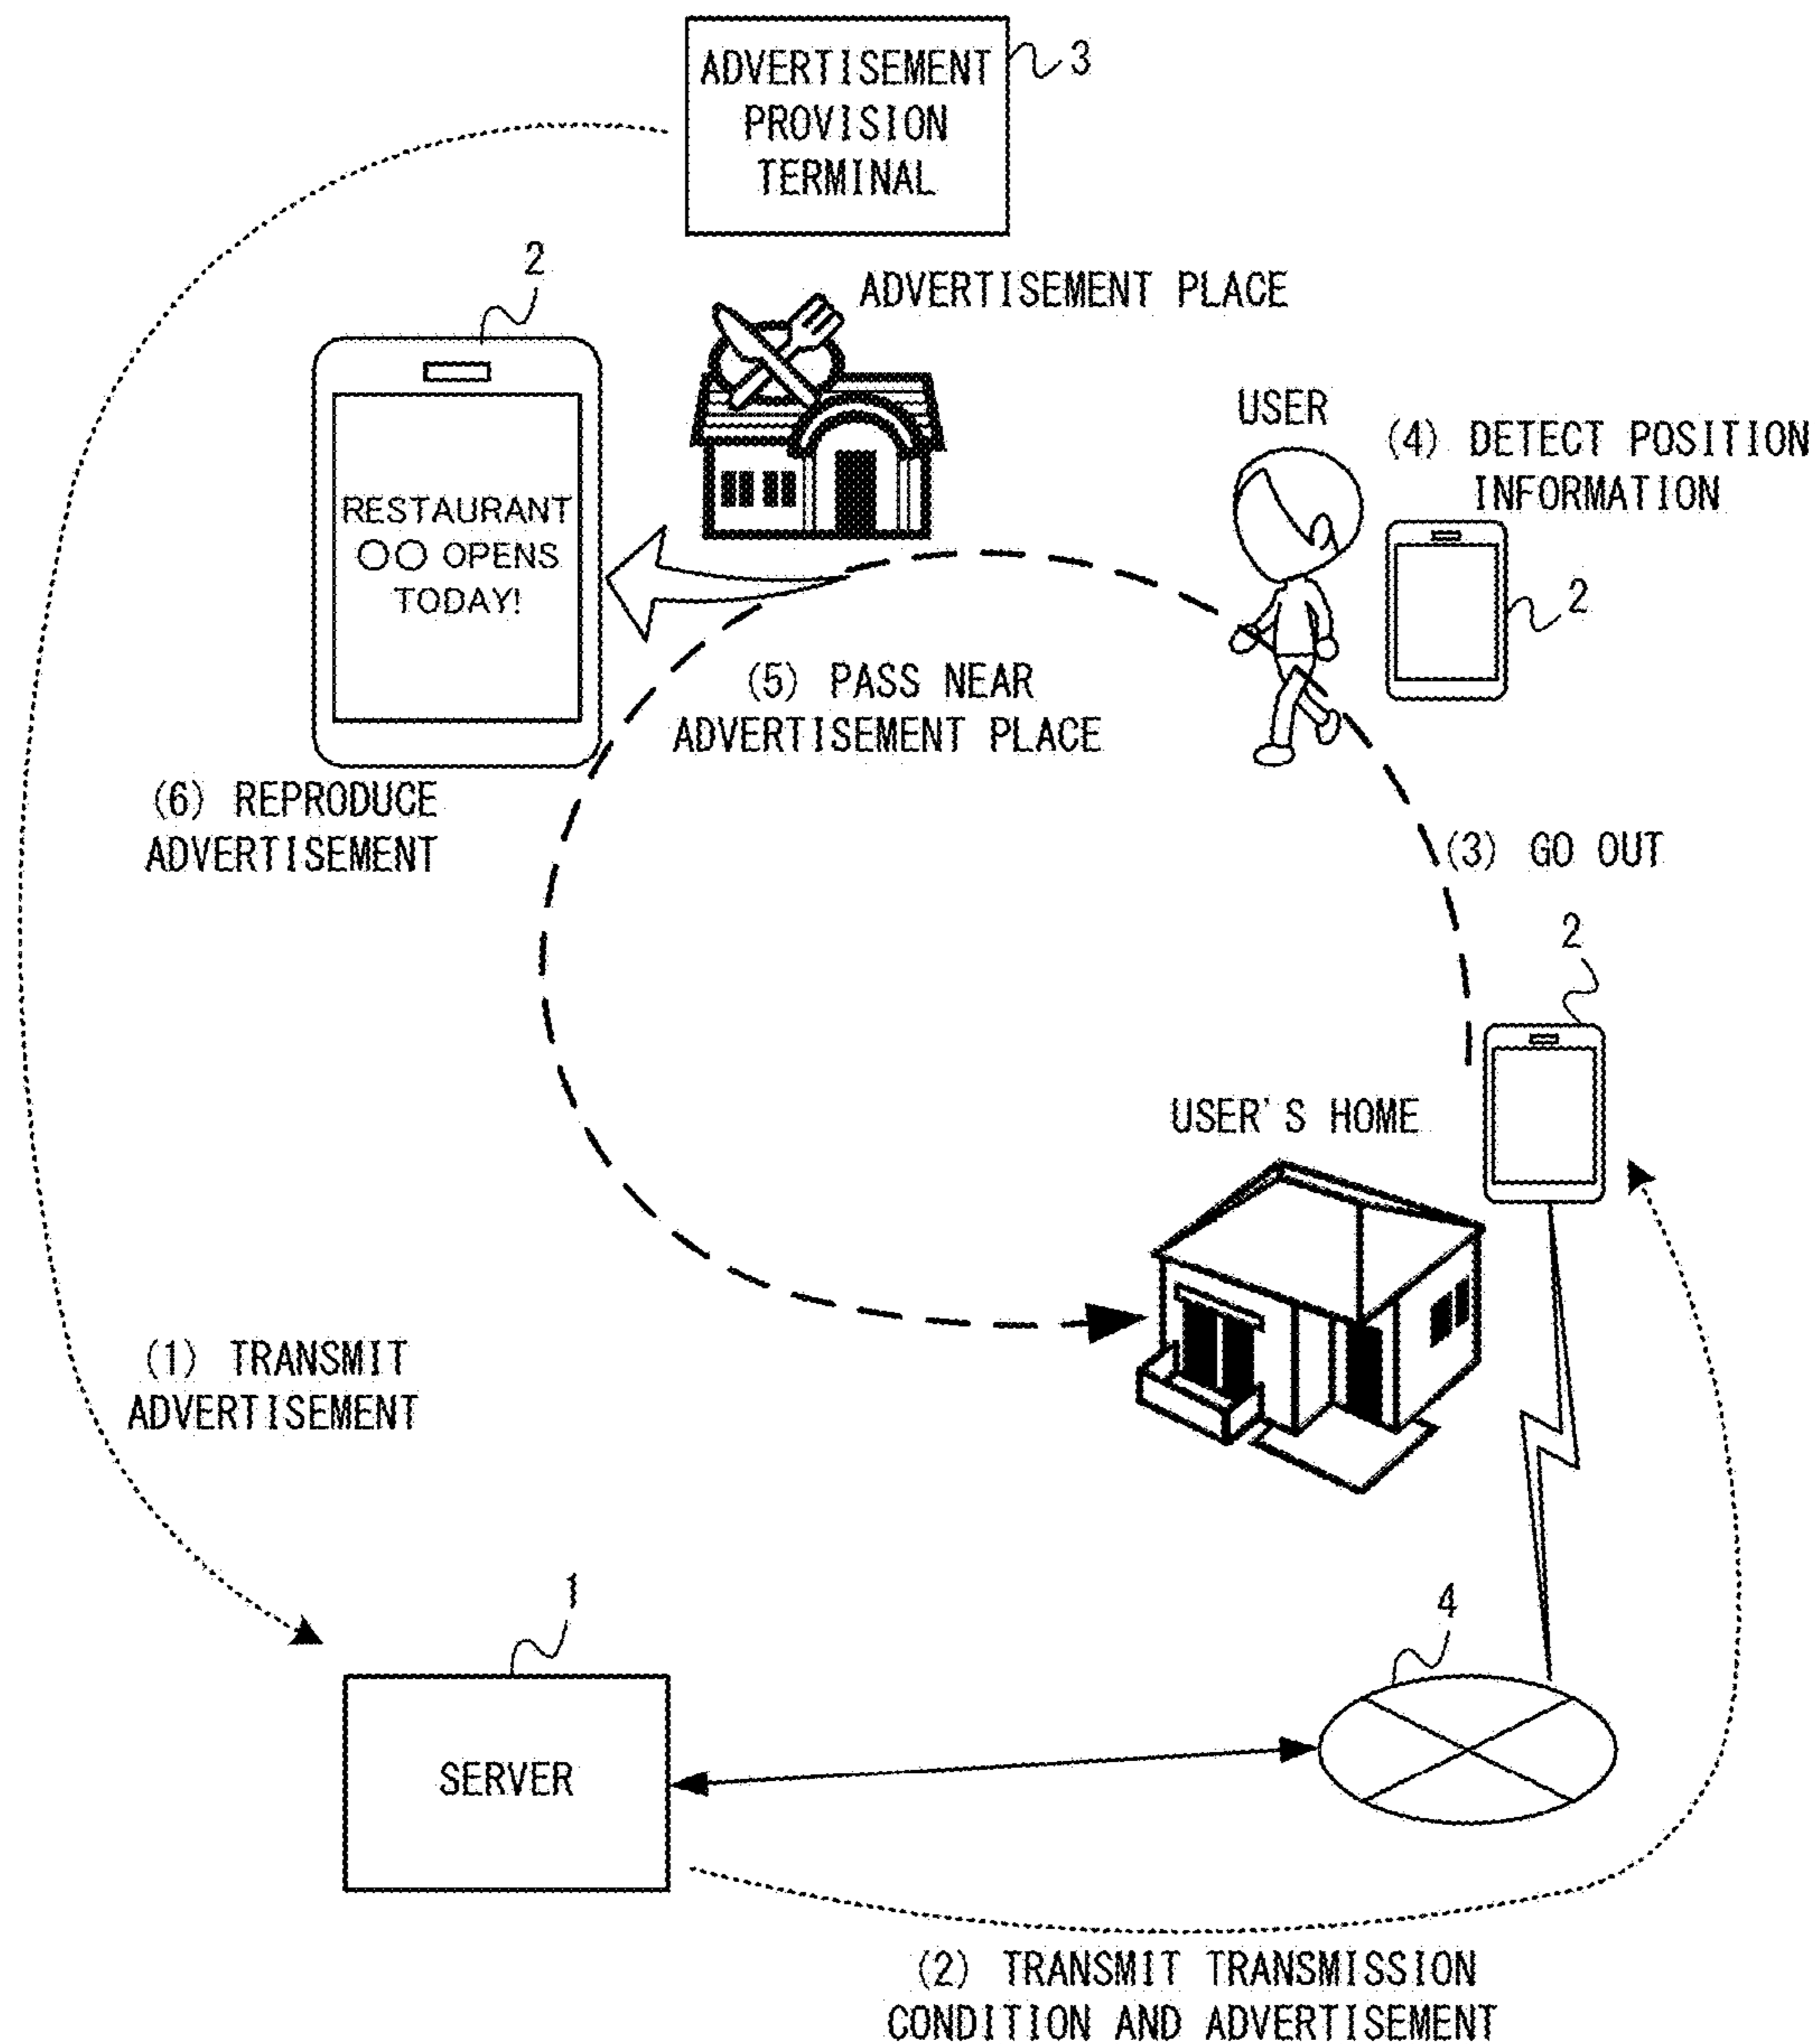 ADVERTISEMENT
PROVISION
TERMINAL
3
2
ADVERTISEMENT PLACE
USER
(4) DETECT POSITION
INFORMATION
RESTAURANT
○○ OPENS
TODAY!
2
(5) PASS NEAR
ADVERTISEMENT PLACE
(6) REPRODUCE
ADVERTISEMENT
(3) GO OUT
2
USER'S HOME
(1) TRANSMIT
ADVERTISEMENT
1
4
SERVER
(2) TRANSMIT TRANSMISSION
CONDITION AND ADVERTISEMENT